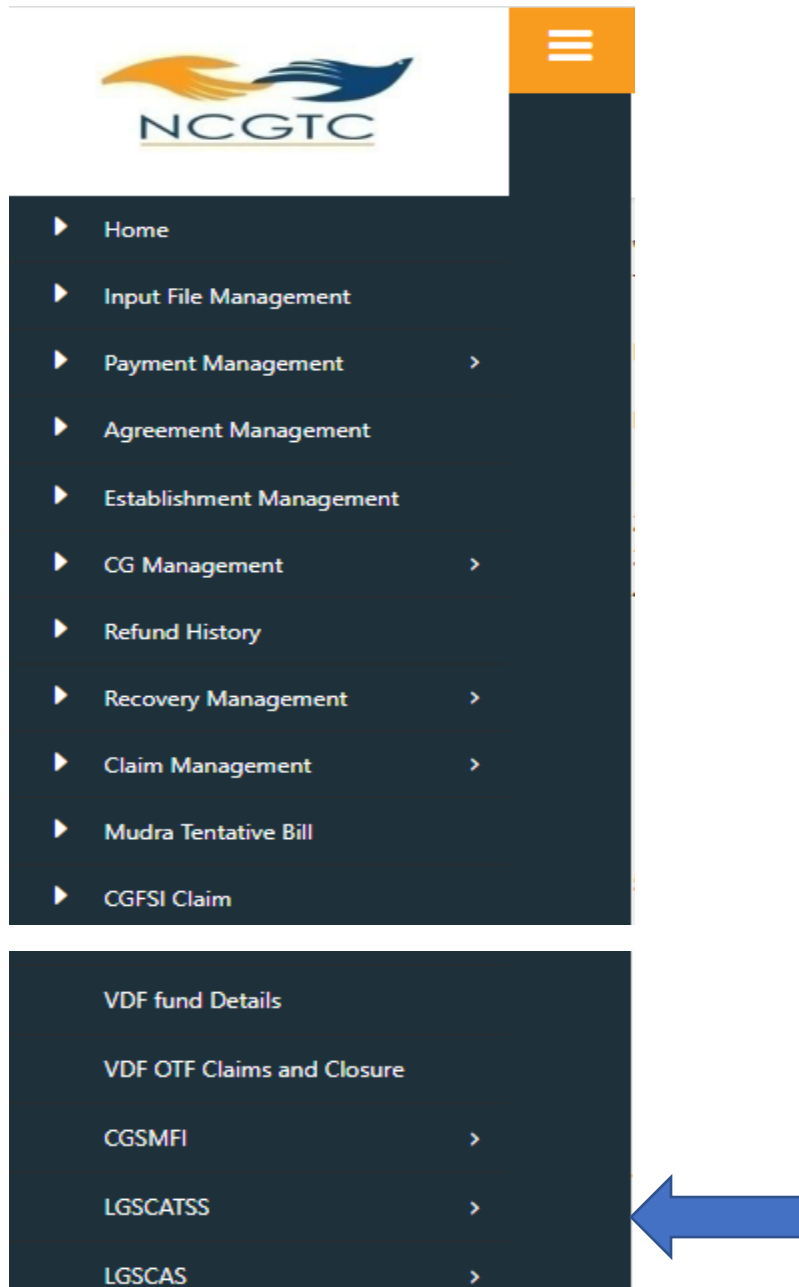 NCGTC
Home
Input File Management
Payment Management
Agreement Management
Establishment Management
CG Management
Refund History
Recovery Management
Claim Management
Mudra Tentative Bill
CGFSI Claim
VDF fund Details
VDF OTF Claims and Closure
CGSMFI
LGSCATSS
LGSCAS